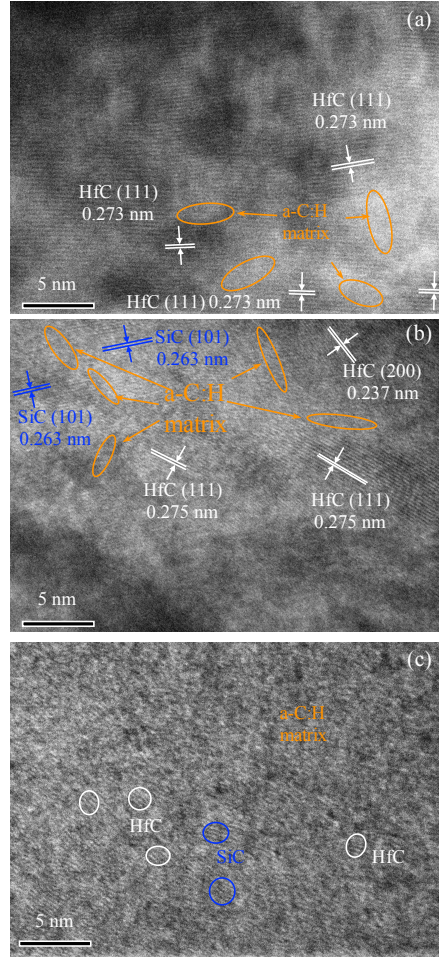 (a)
HfC (111)
0.273 nm
HfC (111)
0.273 nm
a-C:H
matrix
5 nm
HfC (111) 0.273 nm
(b)
SiC (101)
0.263 nm
HfC (200)
0.237 nm
SiC (101)
0.263 nm
a-C:H
matrix
HfC (111)
0.275 nm
HfC (111)
0.275 nm
5 nm
(c)
a-C:H
matrix
HfC
SiC
HfC
5 nm